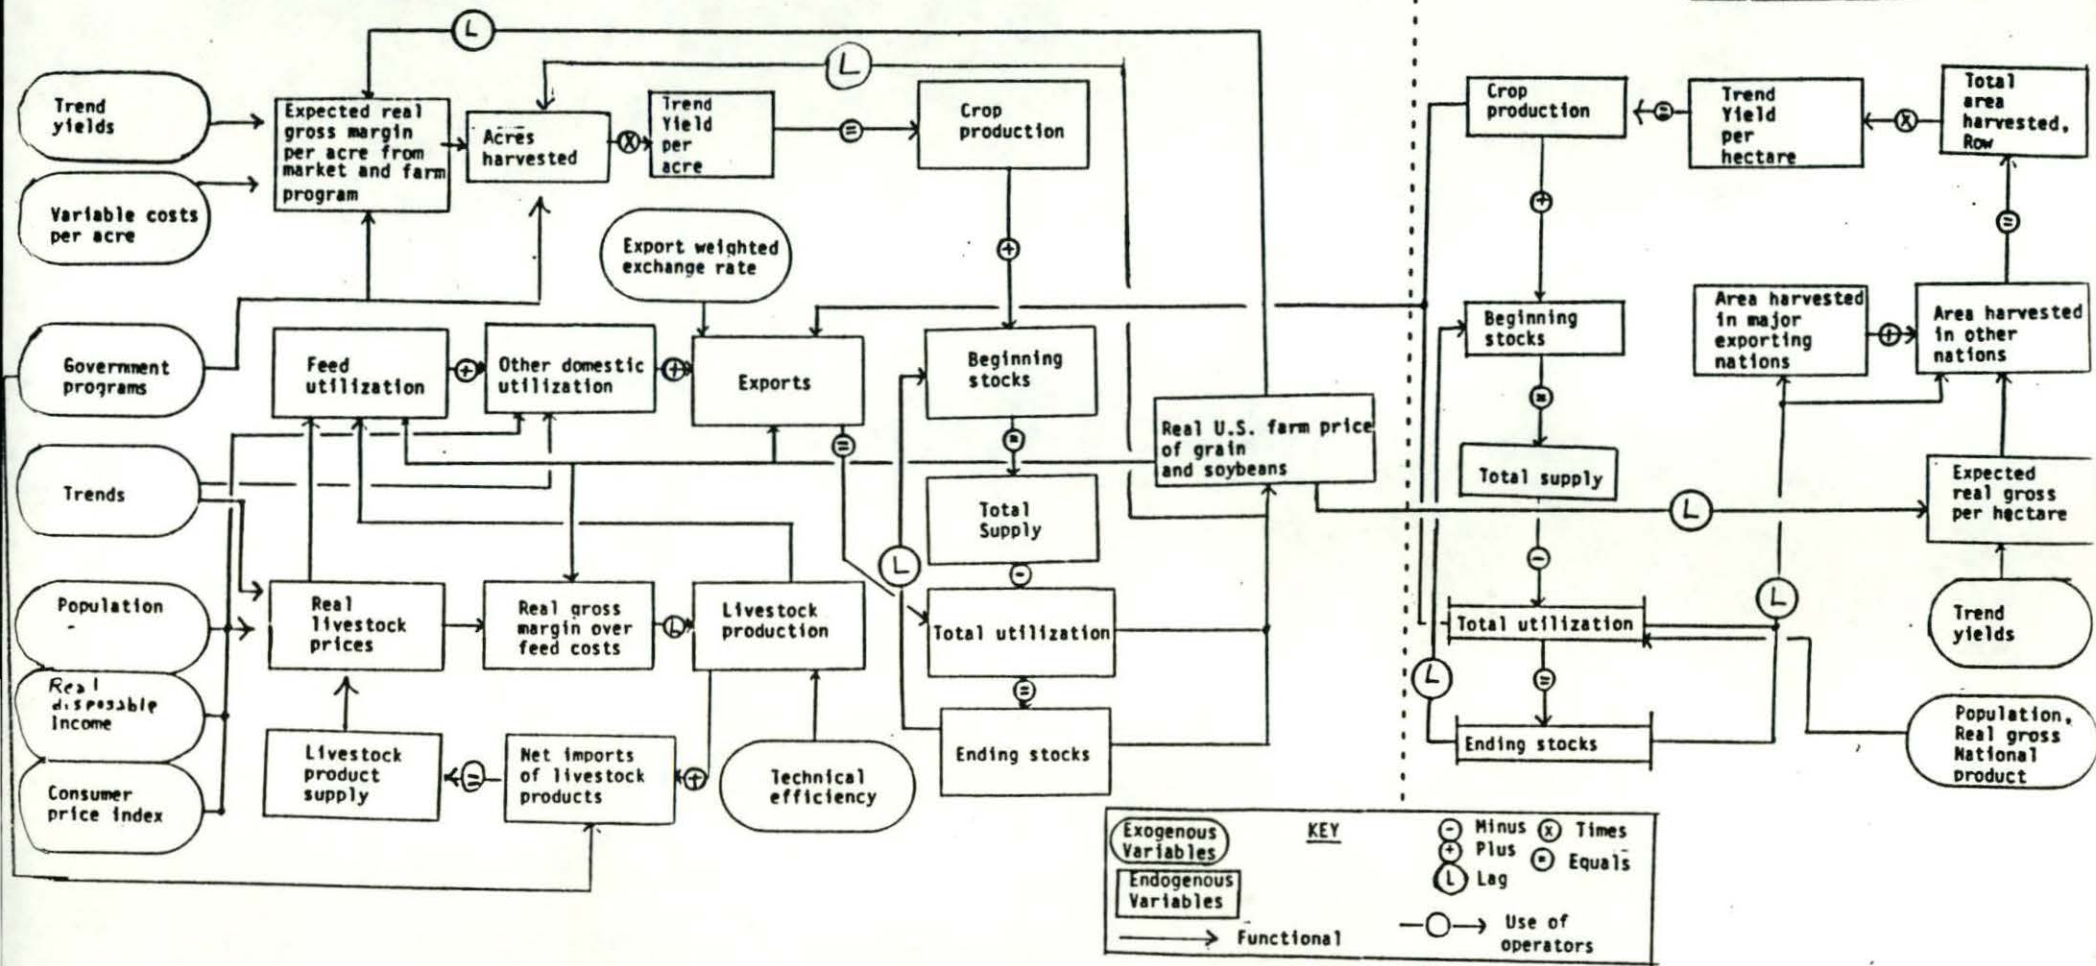 L
L
Trend
yields
Expected real
gross margin
per acre from
market and farm
program
Acres
harvested
x
Trend
Yield
per
acre
=
Crop
production
Variable costs
per acre
Export weighted
exchange rate
+
Government
programs
Feed
utilization
+
Other domestic
utilization
+
Exports
=
Beginning
stocks
=
Total
Supply
-
Total utilization
=
Ending stocks
L
Real U.S. farm price
of grain
and soybeans
Trends
Population
Real
disposable
Income
Consumer
price index
Real
livestock
prices
Real gross
margin over
feed costs
L
Livestock
production
Livestock
product
supply
=
Net imports
of livestock
products
+
Technical
efficiency
Crop
production
=
Trend
Yield
per
hectare
x
Total
area
harvested,
Row
+
=
Beginning
stocks
Area harvested
in major
exporting
nations
+
Area harvested
in other
nations
=
Total supply
L
Expected
real gross
per hectare
-
L
Total utilization
Trend
yields
L
=
Ending stocks
Population,
Real gross
National
product
Exogenous
Variables
KEY
- Minus x Times
+ Plus = Equals
L Lag
Endogenous
Variables
Functional
Use of
operators